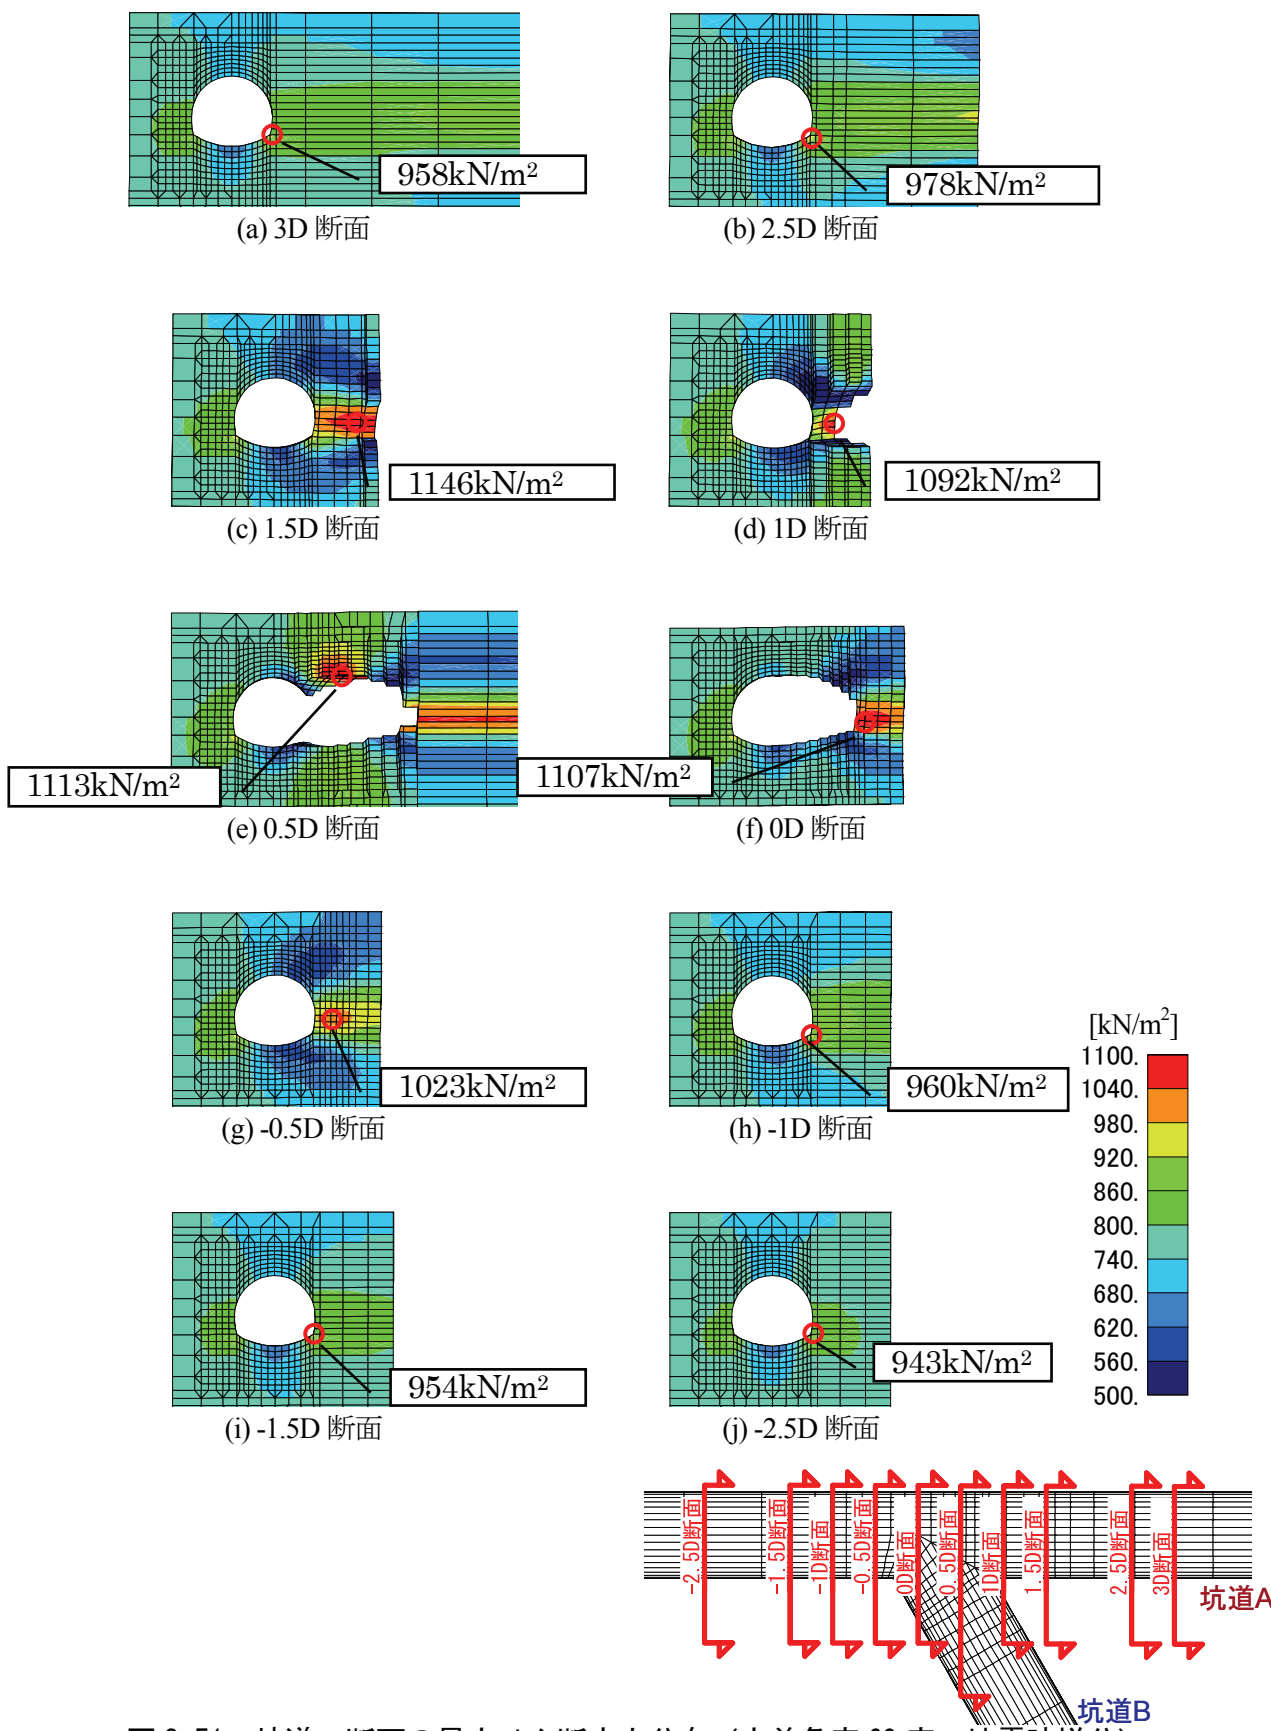 958kN/m²
978kN/m²
(a) 3D 断面
(b) 2.5D 断面
1146kN/m²
1092kN/m²
(c) 1.5D 断面
(d) 1D 断面
1113kN/m²
1107kN/m²
(e) 0.5D 断面
(f) 0D 断面
1023kN/m²
960kN/m²
(g) -0.5D 断面
(h) -1D 断面
[kN/m²]
1100.
1040.
980.
920.
860.
800.
740.
680.
620.
560.
500.
954kN/m²
943kN/m²
(i) -1.5D 断面
(j) -2.5D 断面
-2.5D断面
-1.5D断面
-1D断面
-0.5D断面
0D断面
0.5D断面
1D断面
1.5D断面
2.5D断面
3D断面
坑道A
坑道B